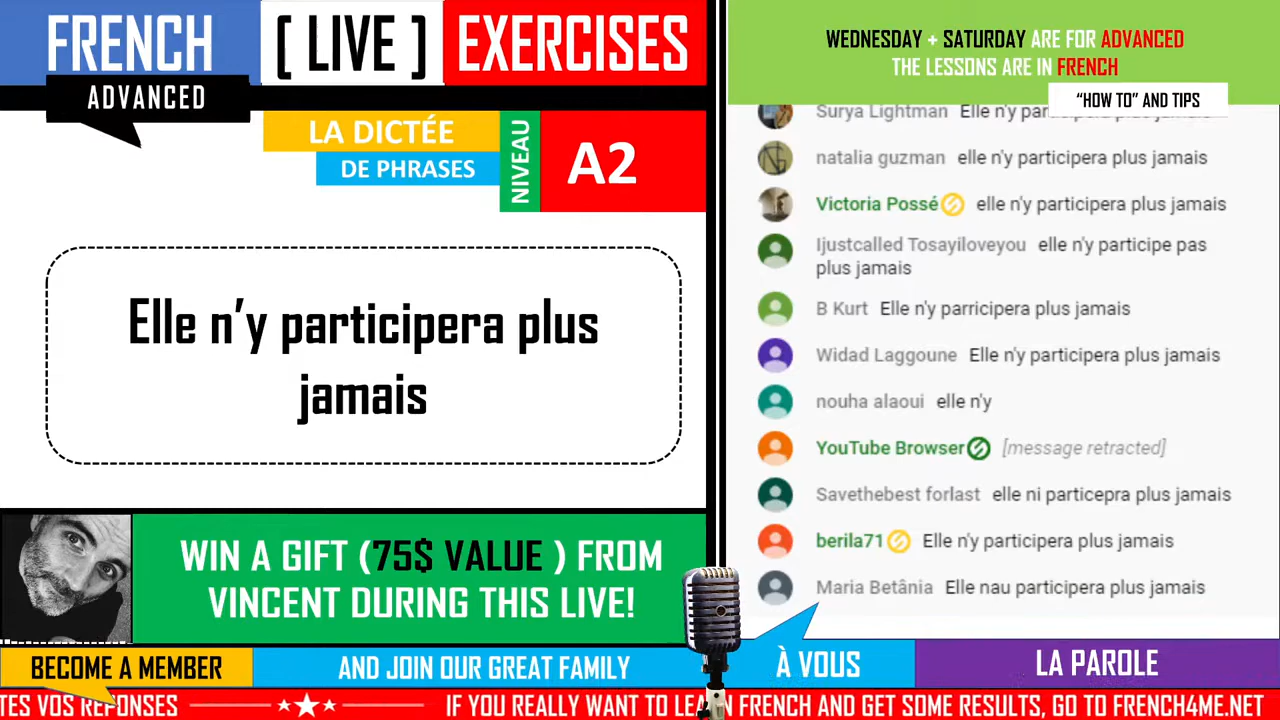 FRENCH [ LIVE ] EXERCISES
ADVANCED
LA DICTÉE
DE PHRASES
NIVEAU
A2
Elle n’y participera plus
jamais
WIN A GIFT (75$ VALUE ) FROM
VINCENT DURING THIS LIVE!
BECOME A MEMBER
AND JOIN OUR GREAT FAMILY
WEDNESDAY + SATURDAY ARE FOR ADVANCED
THE LESSONS ARE IN FRENCH
“HOW TO” AND TIPS
Surya Lightman Elle n'y participera plus jamais
natalia guzman elle n'y participera plus jamais
Victoria Possé elle n'y participera plus jamais
Ijustcalled Tosayiloveyou elle n'y participe pas
plus jamais
B Kurt Elle n'y parricipera plus jamais
Widad Laggoune Elle n'y participera plus jamais
nouha alaoui elle n'y
YouTube Browser [message retracted]
Savethebest forlast elle ni particepra plus jamais
berila71 Elle n'y participera plus jamais
Maria Betânia Elle nau participera plus jamais
À VOUS
LA PAROLE
TES VOS RÉPONSES IF YOU REALLY WANT TO LEARN FRENCH AND GET SOME RESULTS, GO TO FRENCH4ME.NET